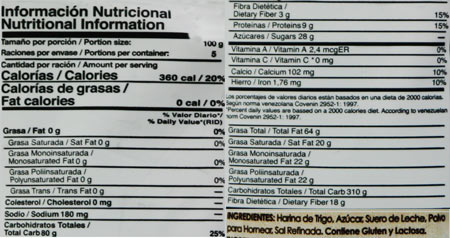 Información Nutricional
Nutritional Information
Tamaño por porción / Portion size: 100 g
Raciones por envase / Portions per container: 5
Cantidad por ración / Amount per serving
Calorías / Calories 360 cal / 20%
Calorías de grasas /
Fat calories 0 cal / 0%
% Valor Diario*/
% Daily Value*(RID)
Grasa / Fat 0 g 0%
Grasa Saturada / Sat Fat 0 g 0%
Grasa Monoinsaturada /
Monosaturated Fat 0 g 0%
Grasa Poliinsaturada /
Polyunsaturated Fat 0 g 0%
Grasa Trans / Trans Fat 0 g
Colesterol / Cholesterol 0 mg
Sodio / Sodium 180 mg
Carbohidratos Totales /
Total Carb 80 g 25%
Fibra Dietética /
Dietary Fiber 3 g 15%
Proteínas / Proteins 9 g 15%
Azúcares / Sugars 28 g
Vitamina A / Vitamin A 2,4 mcgER 0%
Vitamina C / Vitamin C *0 mg 0%
Calcio / Calcium 102 mg 10%
Hierro / Iron 1,76 mg 10%
Los porcentajes de valores diarios están basados en una dieta de 2000 calorías.
Según norma venezolana Covenin 2952-1: 1997.
*Percent daily values are based on a 2000 calories diet. According to venezuelan
norm Covenin 2952-1: 1997.
Grasa Total / Total Fat 64 g
Grasa Saturada / Sat Fat 20 g
Grasa Monoinsaturada /
Monosaturated Fat 22 g
Grasa Poliinsaturada /
Polyunsaturated Fat 22 g
Carbohidratos Totales / Total Carb 310 g
Fibra Dietética / Dietary Fiber 18 g
INGREDIENTES: Harina de Trigo, Azúcar, Suero de Leche, Polvo
para Hornear, Sal Refinada. Contiene Gluten y Lactosa.